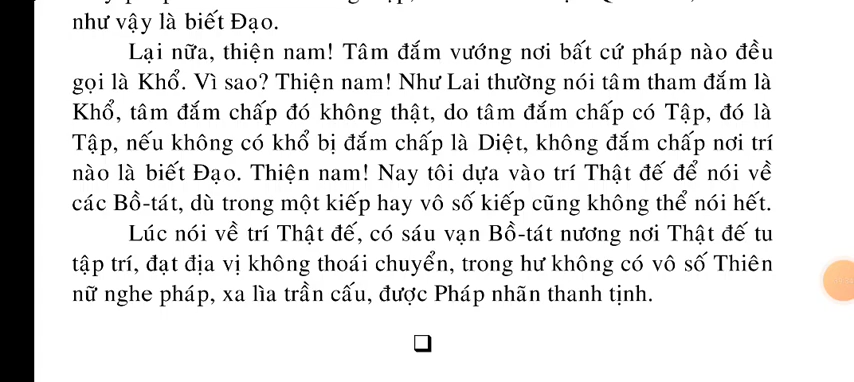 như vậy là biết Đạo.
Lại nữa, thiện nam! Tâm đắm vướng nơi bất cứ pháp nào đều
gọi là Khổ. Vì sao? Thiện nam! Như Lai thường nói tâm tham đắm là
Khổ, tâm đắm chấp đó không thật, do tâm đắm chấp có Tập, đó là
Tập, nếu không có khổ bị đắm chấp là Diệt, không đắm chấp nơi trí
nào là biết Đạo. Thiện nam! Nay tôi dựa vào trí Thật đế để nói về
các Bồ-tát, dù trong một kiếp hay vô số kiếp cũng không thể nói hết.
Lúc nói về trí Thật đế, có sáu vạn Bồ-tát nương nơi Thật đế tu
tập trí, đạt địa vị không thoái chuyển, trong hư không có vô số Thiên
nữ nghe pháp, xa lìa trần cấu, được Pháp nhãn thanh tịnh.